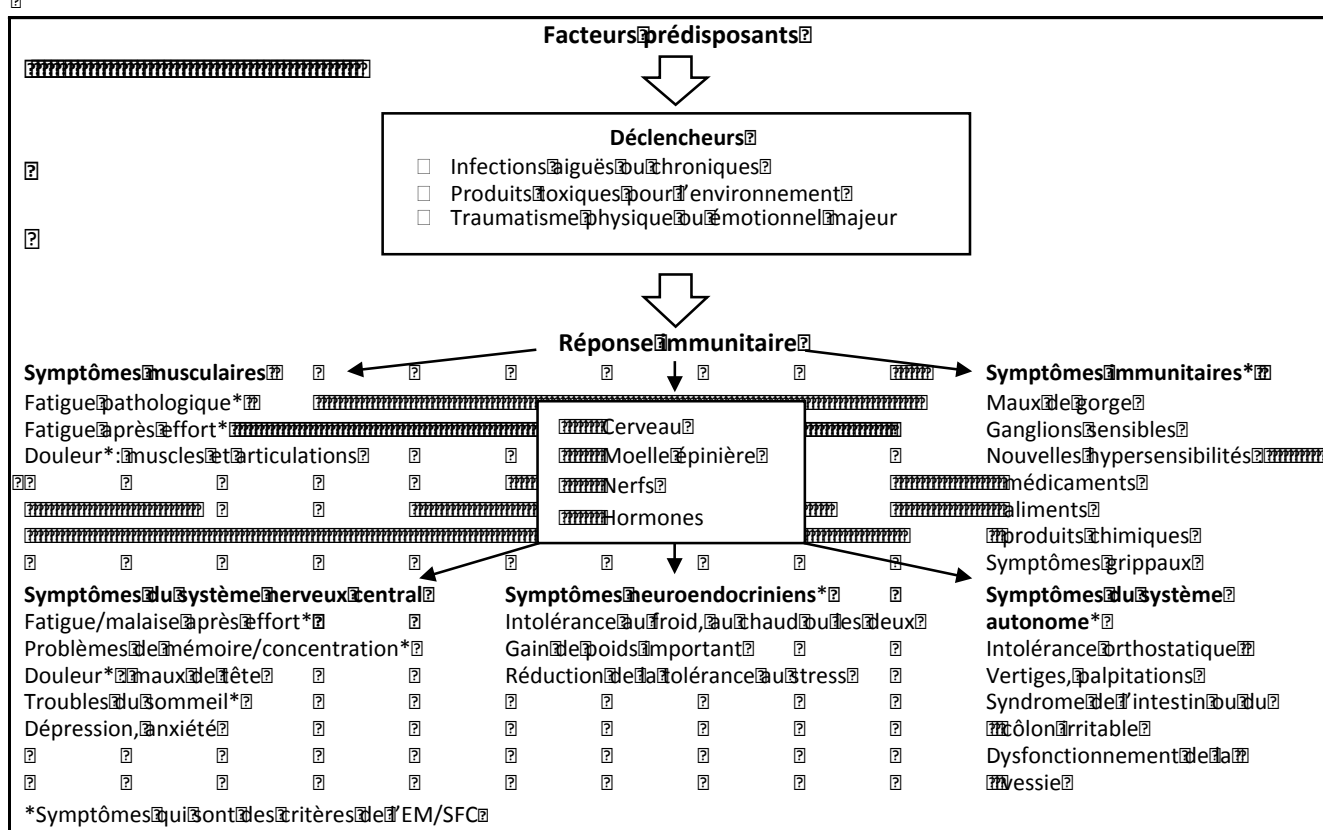 Facteurs prédisposants
Déclencheurs
Infections aiguës ou chroniques
Produits toxiques pour l'environnement
Traumatisme physique ou émotionnel majeur
Réponse immunitaire
Symptômes musculaires
Fatigue pathologique*
Fatigue après effort*
Douleur*: muscles et articulations
Cerveau
Moelle épinière
Nerfs
Hormones
Symptômes immunitaires*
Maux de gorge
Ganglions sensibles
Nouvelles hypersensibilités
médicaments
aliments
produits chimiques
Symptômes grippaux
Symptômes du système nerveux central
Fatigue/malaise après effort*
Problèmes de mémoire/concentration*
Douleur* maux de tête
Troubles du sommeil*
Dépression, anxiété
Symptômes neuroendocriniens*
Intolérance au froid, au chaud ou les deux
Gain de poids important
Réduction de la tolérance au stress
Symptômes du système
autonome*
Intolérance orthostatique
Vertiges, palpitations
Syndrome de l'intestin ou du
côlon irritable
Dysfonctionnement de la
vessie
*Symptômes qui sont des critères de l'EM/SFC